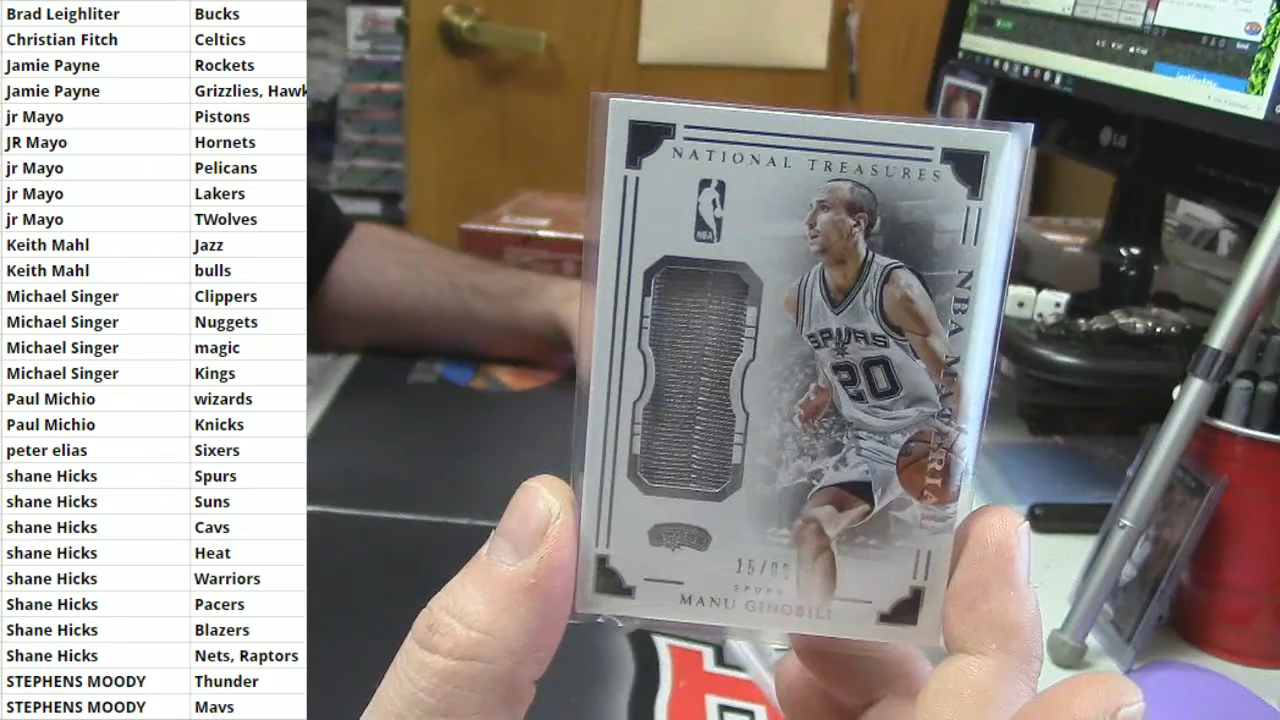 Brad Leighliter Bucks
Christian Fitch Celtics
Jamie Payne Rockets
Jamie Payne Grizzlies, Hawk
jr Mayo Pistons
JR Mayo Hornets
jr Mayo Pelicans
jr Mayo Lakers
jr Mayo TWolves
Keith Mahl Jazz
Keith Mahl bulls
Michael Singer Clippers
Michael Singer Nuggets
Michael Singer magic
Michael Singer Kings
Paul Michio wizards
Paul Michio Knicks
peter elias Sixers
shane Hicks Spurs
shane Hicks Suns
shane Hicks Cavs
shane Hicks Heat
shane Hicks Warriors
Shane Hicks Pacers
Shane Hicks Blazers
Shane Hicks Nets, Raptors
STEPHENS MOODY Thunder
STEPHENS MOODY Mavs
NATIONAL TREASURES
NBA
NBA MATERIAL
SPURS
20
SPURS
MANU GINOBILI
LG